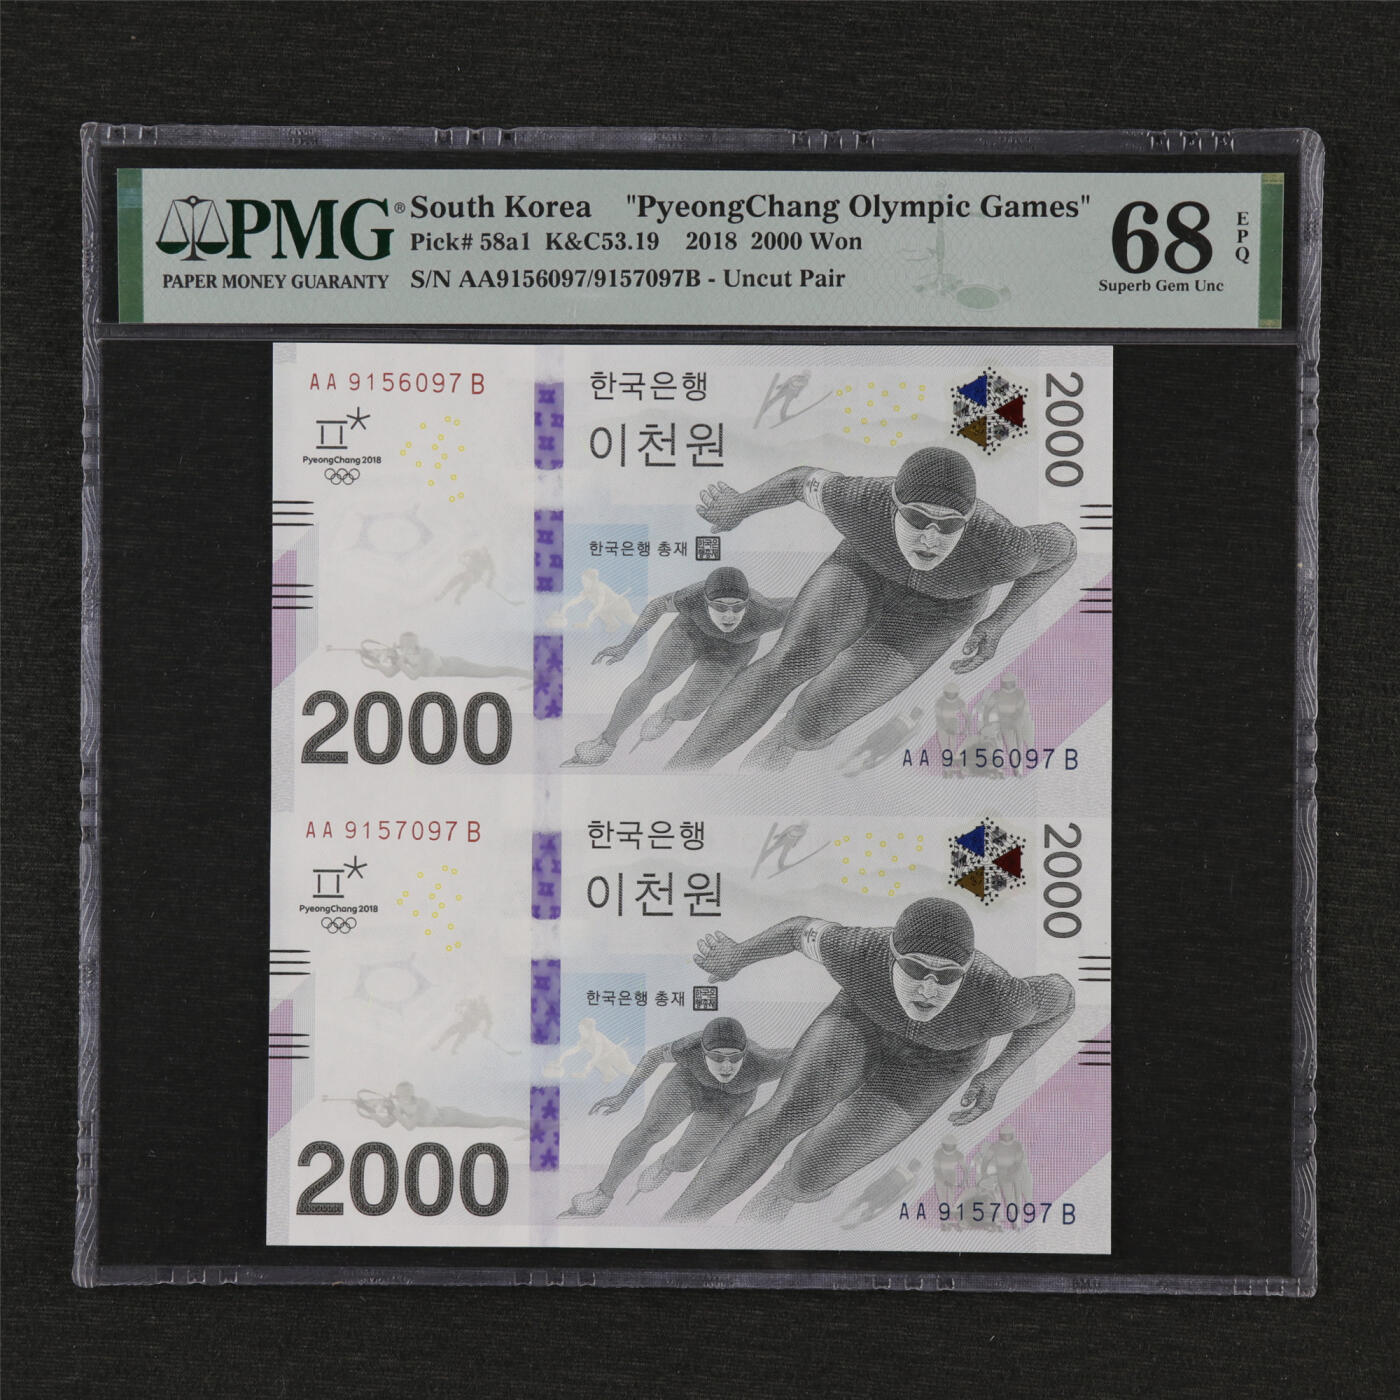 PMG®
PAPER MONEY GUARANTY
South Korea "PyeongChang Olympic Games"
Pick# 58a1 K&C53.19 2018 2000 Won
S/N AA9156097/9157097B - Uncut Pair
68
Superb Gem Unc
EPQ
AA 9156097 B
PyeongChang 2018
한국은행
이천원
2000
한국은행 총재
2000
AA 9156097 B
AA 9157097 B
PyeongChang 2018
한국은행
이천원
2000
한국은행 총재
2000
AA 9157097 B